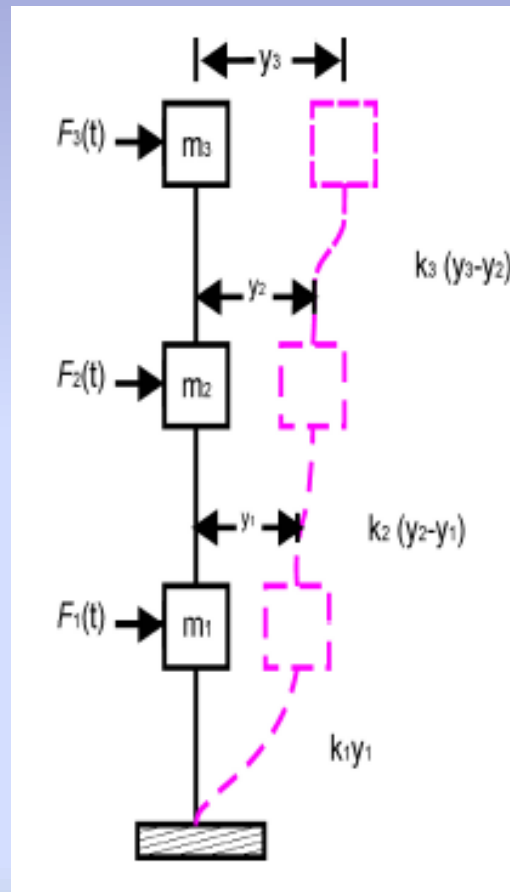 y₃
F₃(t)
m₃
k₃ (y₃-y₂)
y₂
F₂(t)
m₂
y₁
k₂ (y₂-y₁)
F₁(t)
m₁
k₁y₁